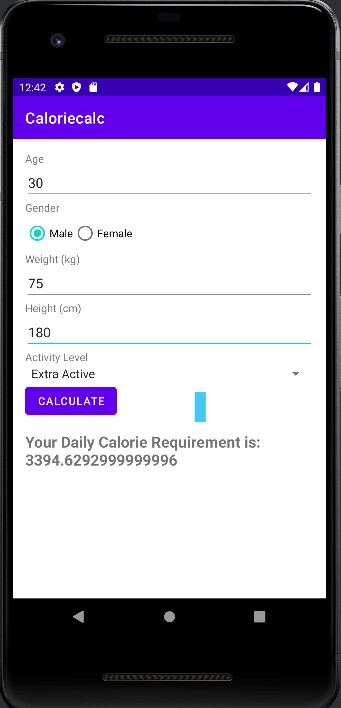 12:42
Caloriecalc
Age
30
Gender
Male Female
Weight (kg)
75
Height (cm)
180
Activity Level
Extra Active
CALCULATE
Your Daily Calorie Requirement is:
3394.6292999999996